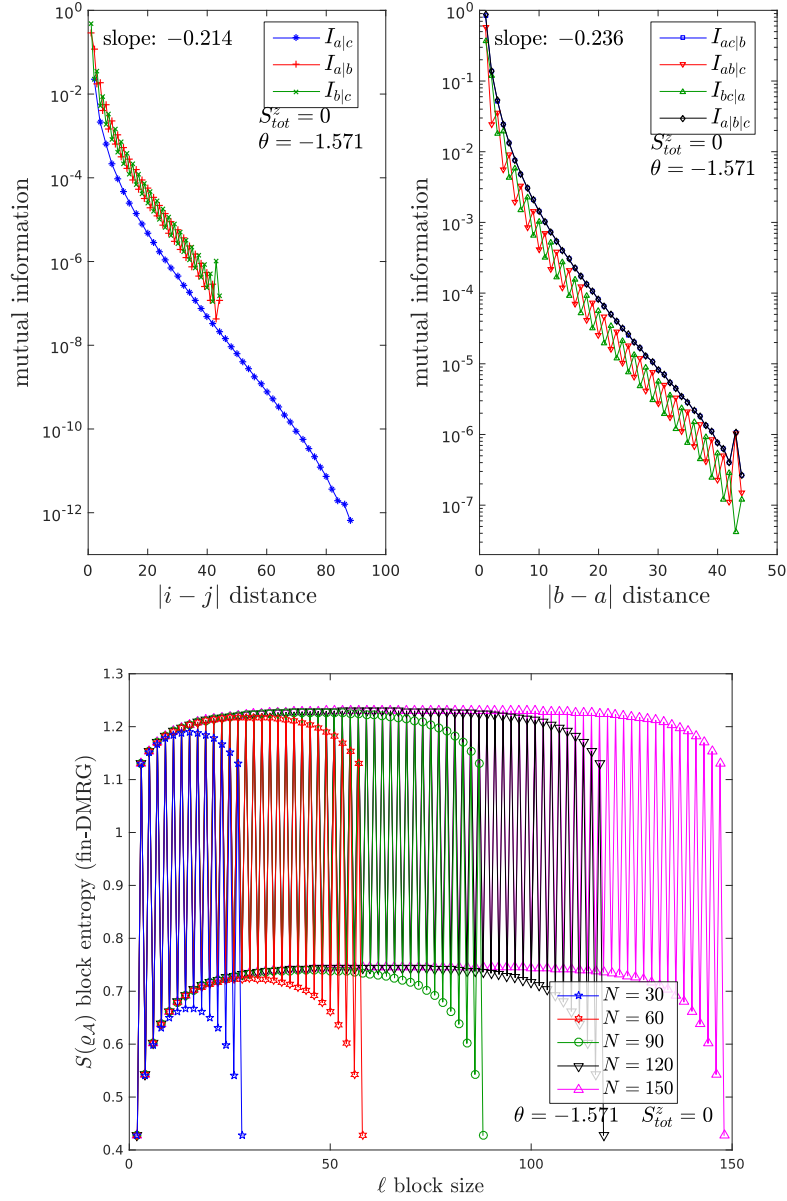 slope: −0.214
I_{a|c}
I_{a|b}
I_{b|c}
S^z_{tot} = 0
θ = −1.571
10^0
10^{-2}
10^{-4}
10^{-6}
10^{-8}
10^{-10}
10^{-12}
mutual information
0 20 40 60 80 100
|i − j| distance
slope: −0.236
I_{ac|b}
I_{ab|c}
I_{bc|a}
I_{a|b|c}
S^z_{tot} = 0
θ = −1.571
10^0
10^{-1}
10^{-2}
10^{-3}
10^{-4}
10^{-5}
10^{-6}
10^{-7}
mutual information
0 10 20 30 40 50
|b − a| distance
1.3
1.2
1.1
1
0.9
0.8
0.7
0.6
0.5
0.4
S(ϱ_A) block entropy (fin-DMRG)
N = 30
N = 60
N = 90
N = 120
N = 150
θ = −1.571 S^z_{tot} = 0
0 50 100 150
ℓ block size